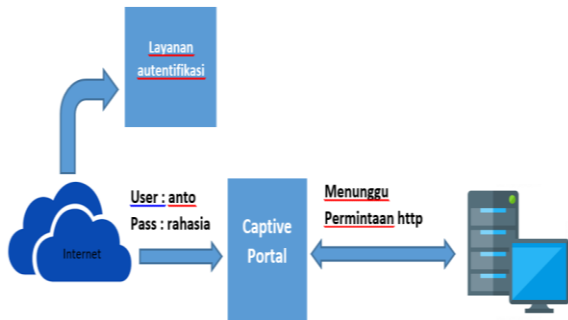 Layanan
autentifikasi
User : anto
Pass : rahasia
Internet
Captive
Portal
Menunggu
Permintaan http